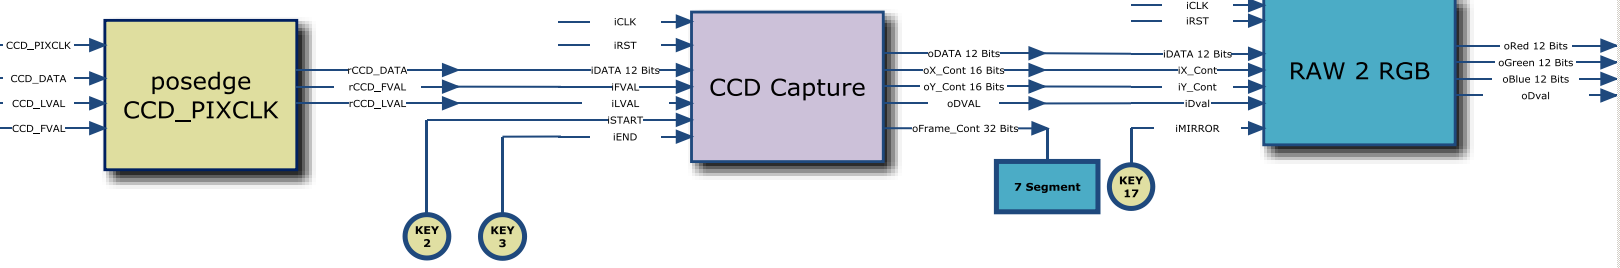 CCD_PIXCLK
CCD_DATA
CCD_LVAL
CCD_FVAL
posedge
CCD_PIXCLK
rCCD_DATA
rCCD_FVAL
rCCD_LVAL
KEY
2
KEY
3
iCLK
iRST
iDATA 12 Bits
iFVAL
iLVAL
iSTART
iEND
CCD Capture
oDATA 12 Bits
oX_Cont 16 Bits
oY_Cont 16 Bits
oDVAL
oFrame_Cont 32 Bits
7 Segment
KEY
17
iCLK
iRST
iDATA 12 Bits
iX_Cont
iY_Cont
iDval
iMIRROR
RAW 2 RGB
oRed 12 Bits
oGreen 12 Bits
oBlue 12 Bits
oDval